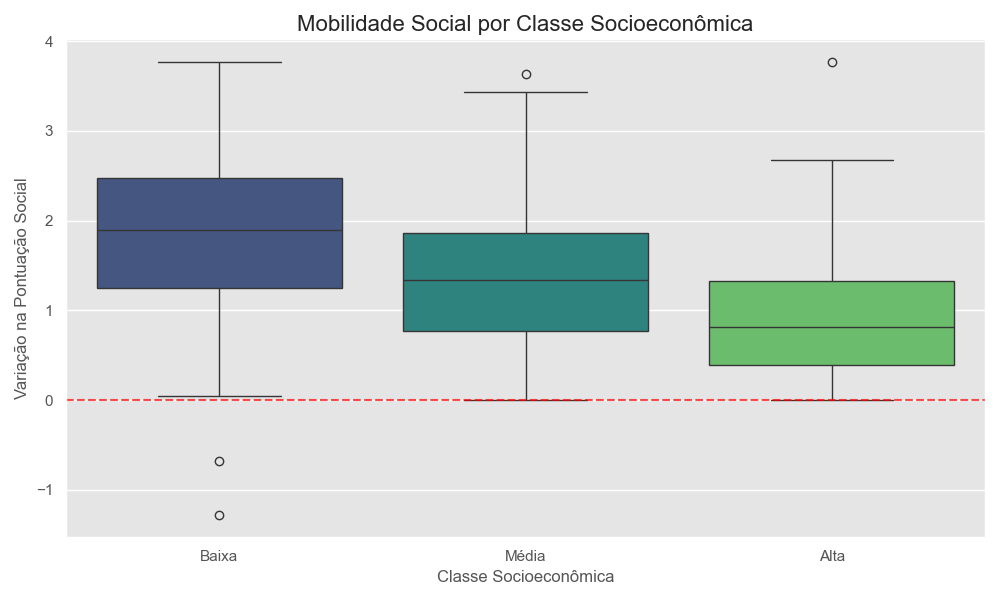 Mobilidade Social por Classe Socioeconômica
Variação na Pontuação Social
4
3
2
1
0
−1
Baixa
Média
Alta
Classe Socioeconômica